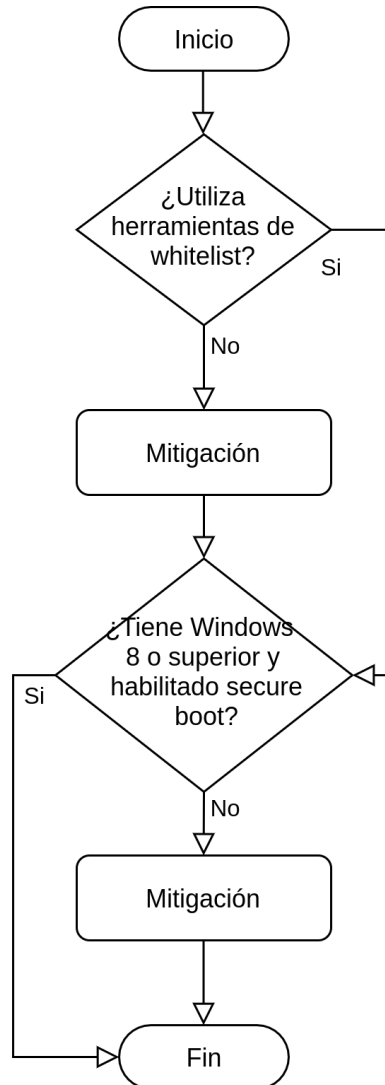 Inicio
¿Utiliza
herramientas de
whitelist?
Si
No
Mitigación
¿Tiene Windows
8 o superior y
habilitado secure
boot?
Si
No
Mitigación
Fin